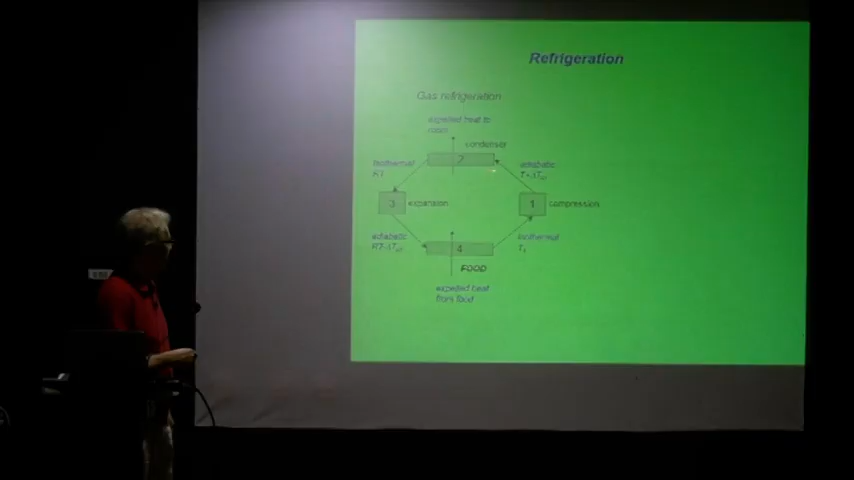 Refrigeration
Gas refrigeration
expelled heat to
room
condenser
2
isothermal
RT
adiabatic
3
expansion
1
compression
adiabatic
4
isothermal
FOOD
expelled heat
from food